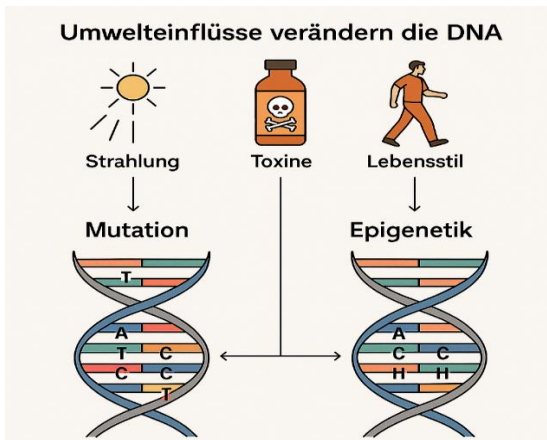 Umwelteinflüsse verändern die DNA
Strahlung
Toxine
Lebensstil
Mutation
Epigenetik
T
A
T C
C C
T
A
C C
H H